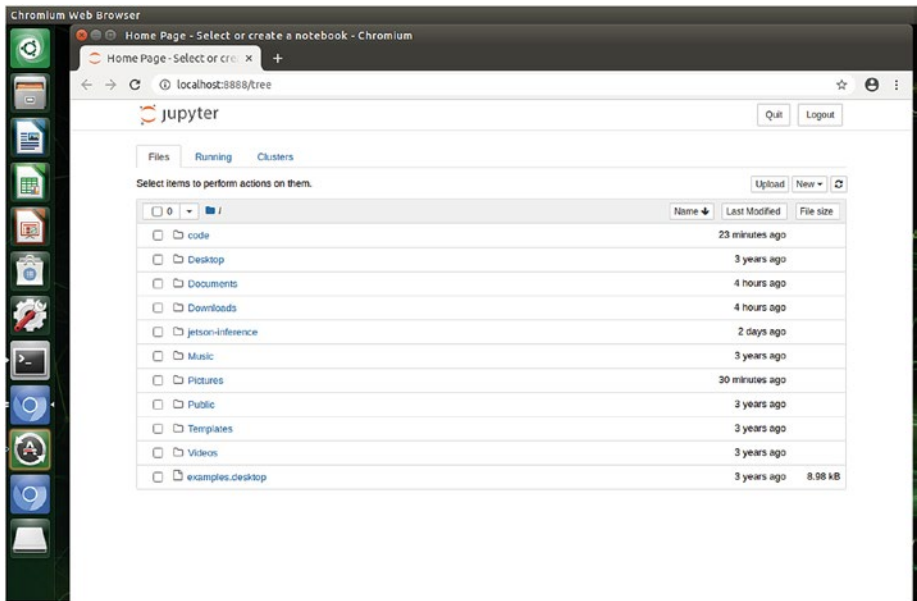 Chromium Web Browser
Home Page - Select or create a notebook - Chromium
Home Page - Select or cre
localhost:8888/tree
jupyter
Quit Logout
Files Running Clusters
Select items to perform actions on them.
Upload New
0 / Name Last Modified File size
code 23 minutes ago
Desktop 3 years ago
Documents 4 hours ago
Downloads 4 hours ago
jetson-inference 2 days ago
Music 3 years ago
Pictures 30 minutes ago
Public 3 years ago
Templates 3 years ago
Videos 3 years ago
examples.desktop 3 years ago 8.98 kB